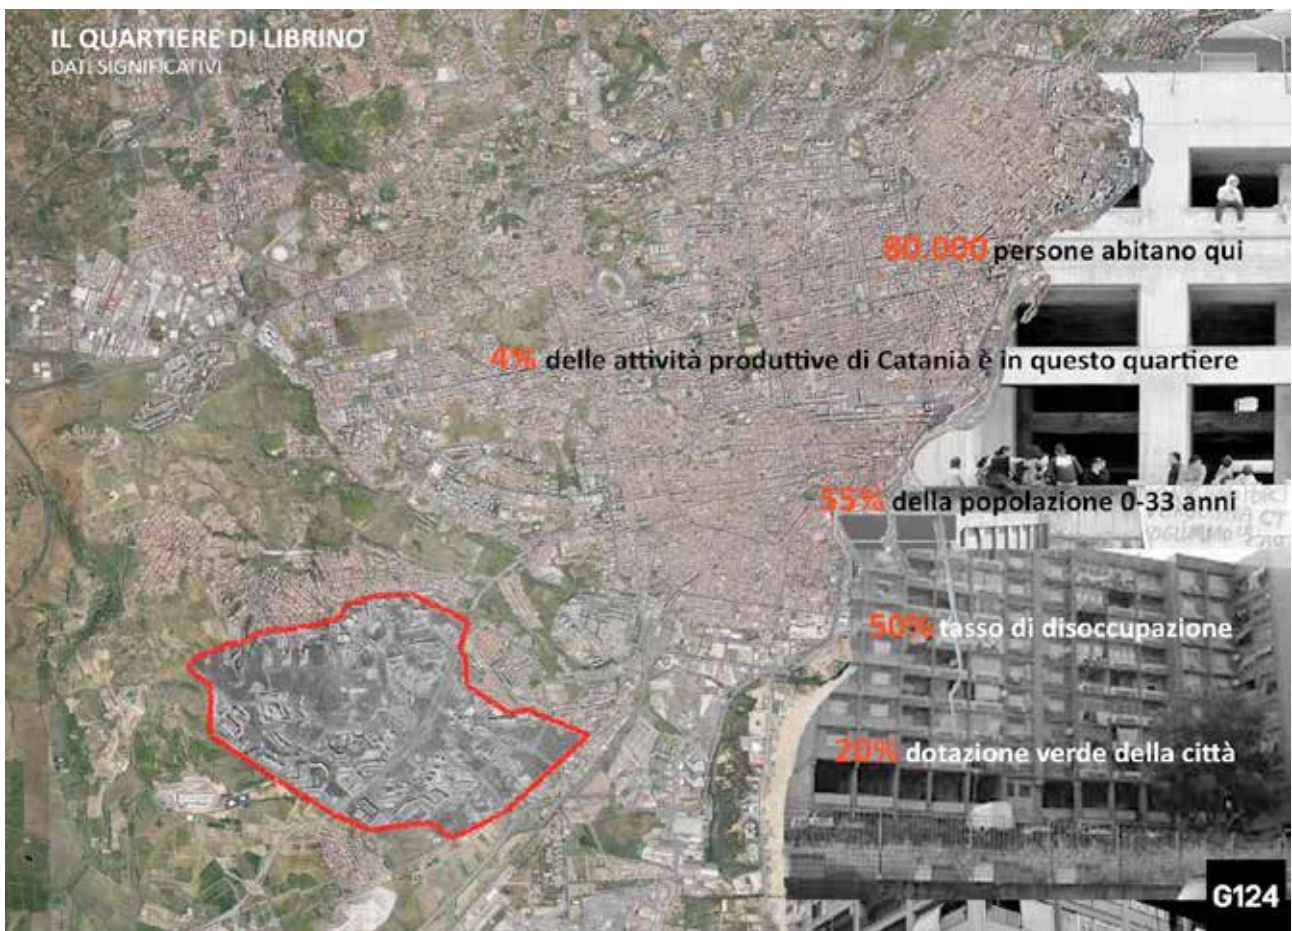 IL QUARTIERE DI LIBRINO
DATI SIGNIFICATIVI
80.000 persone abitano qui
4% delle attività produttive di Catania è in questo quartiere
55% della popolazione 0-33 anni
50% tasso di disoccupazione
20% dotazione verde della città
G124